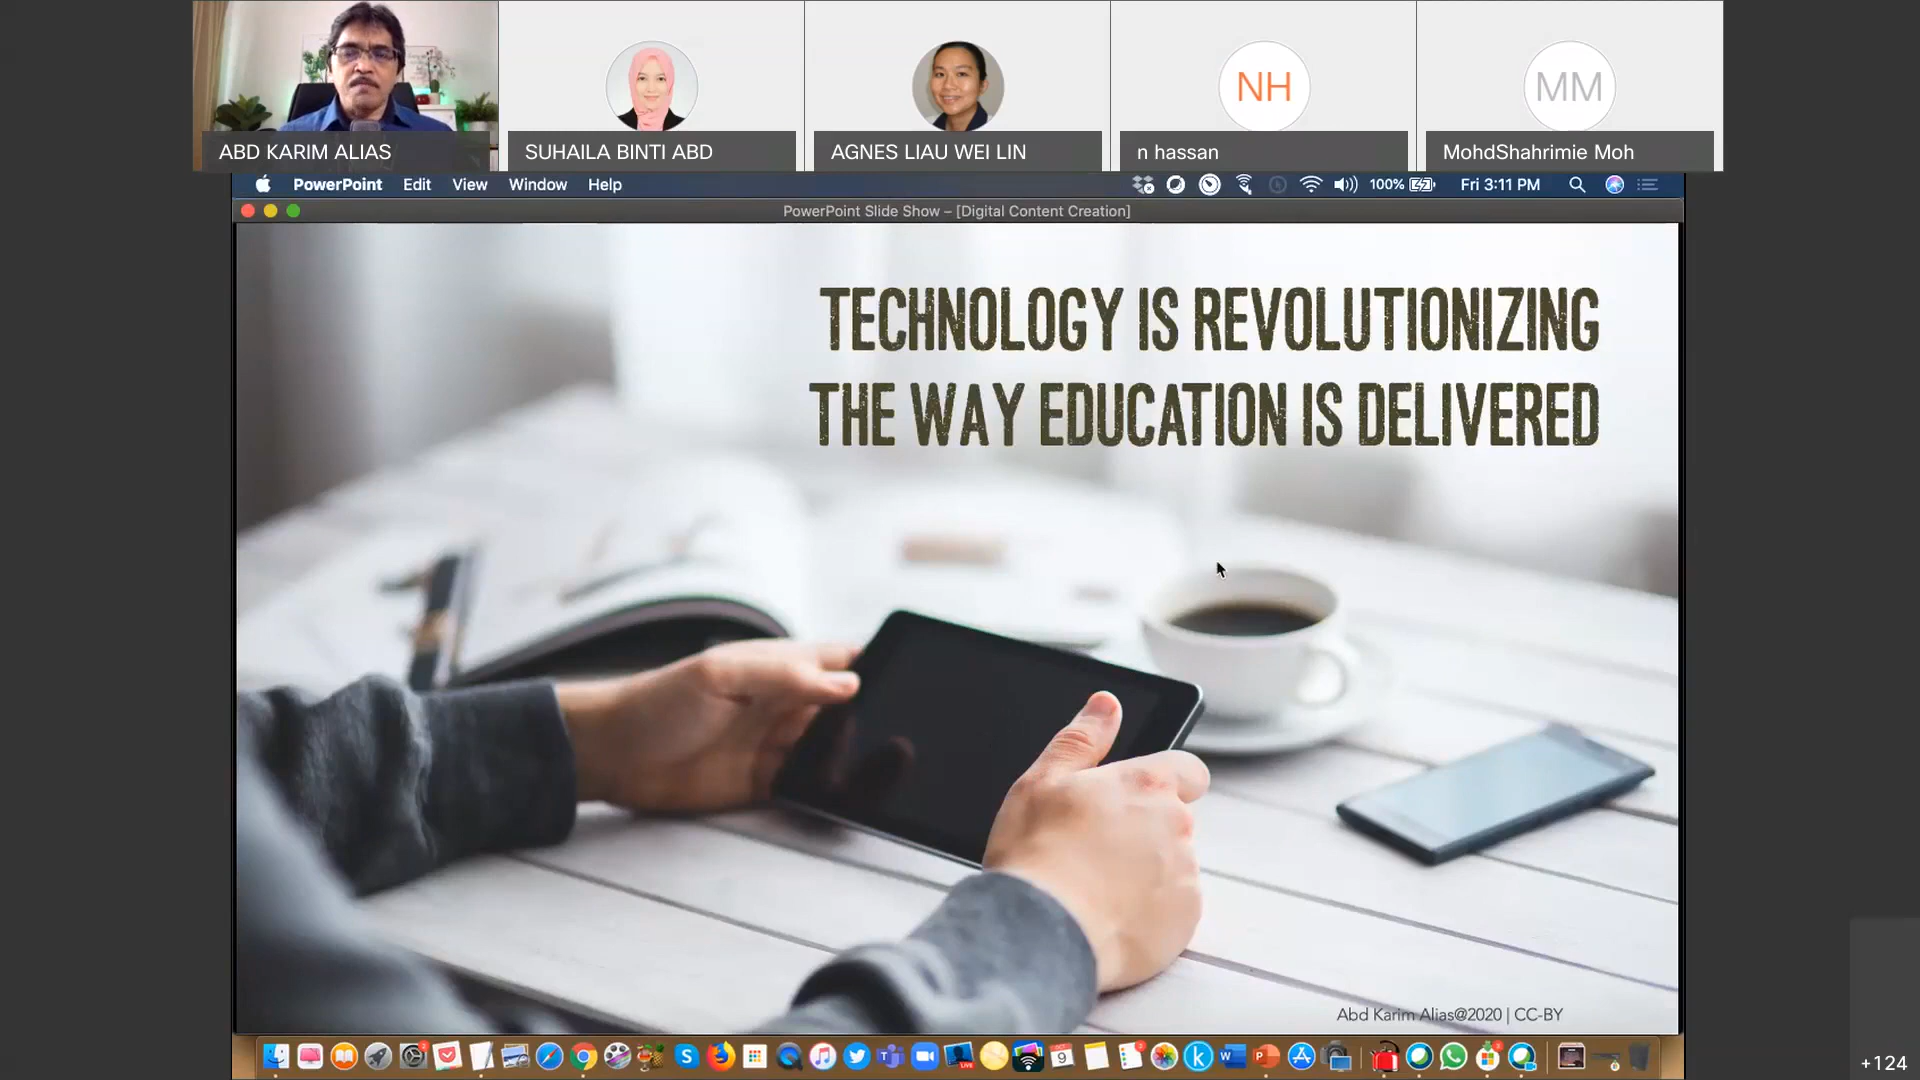 ABD KARIM ALIAS
SUHAILA BINTI ABD
AGNES LIAU WEI LIN
NH
n hassan
MM
MohdShahrimie Moh
PowerPoint Edit View Window Help
100% Fri 3:11 PM
PowerPoint Slide Show – [Digital Content Creation]
TECHNOLOGY IS REVOLUTIONIZING
THE WAY EDUCATION IS DELIVERED
Abd Karim Alias@2020 | CC-BY
+124